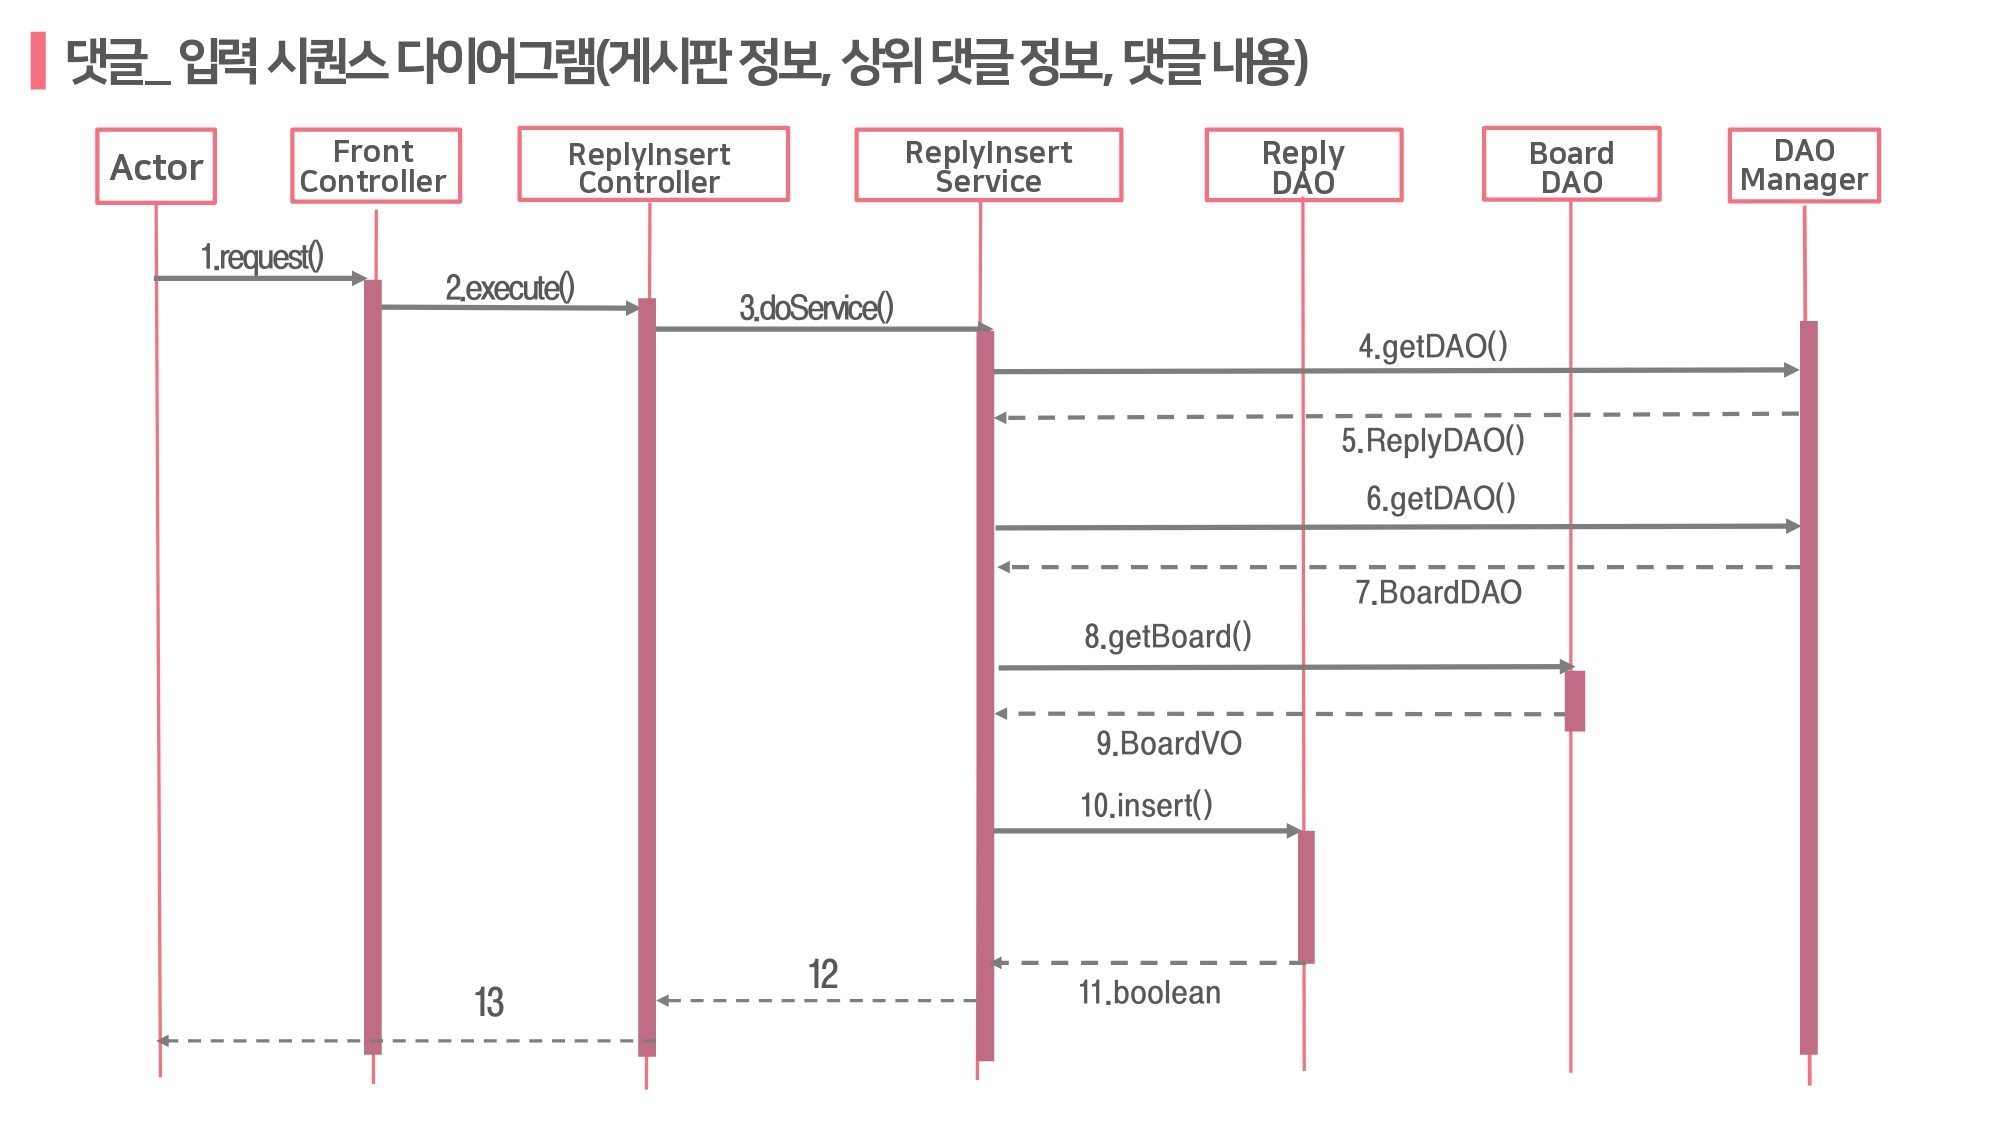 댓글_ 입력 시퀀스 다이어그램(게시판 정보, 상위 댓글 정보, 댓글 내용)
Actor
Front
Controller
ReplyInsert
Controller
ReplyInsert
Service
Reply
DAO
Board
DAO
DAO
Manager
1.request()
2.execute()
3.doService()
4.getDAO()
5.ReplyDAO()
6.getDAO()
7.BoardDAO
8.getBoard()
9.BoardVO
10.insert()
11.boolean
12
13